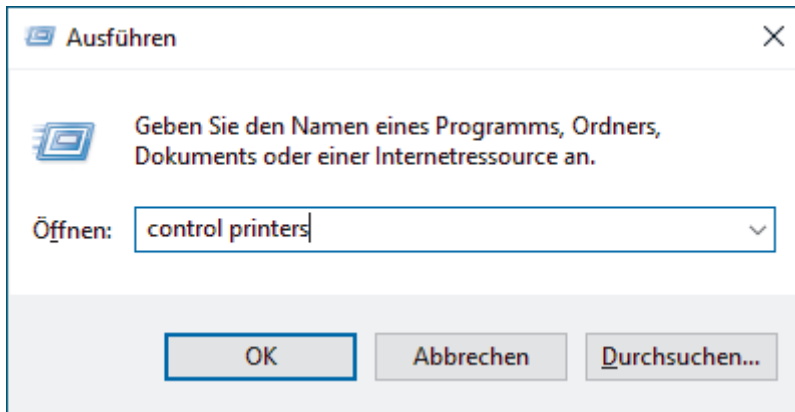 Ausführen
Geben Sie den Namen eines Programms, Ordners,
Dokuments oder einer Internetressource an.
Öffnen: control printers
OK Abbrechen Durchsuchen...